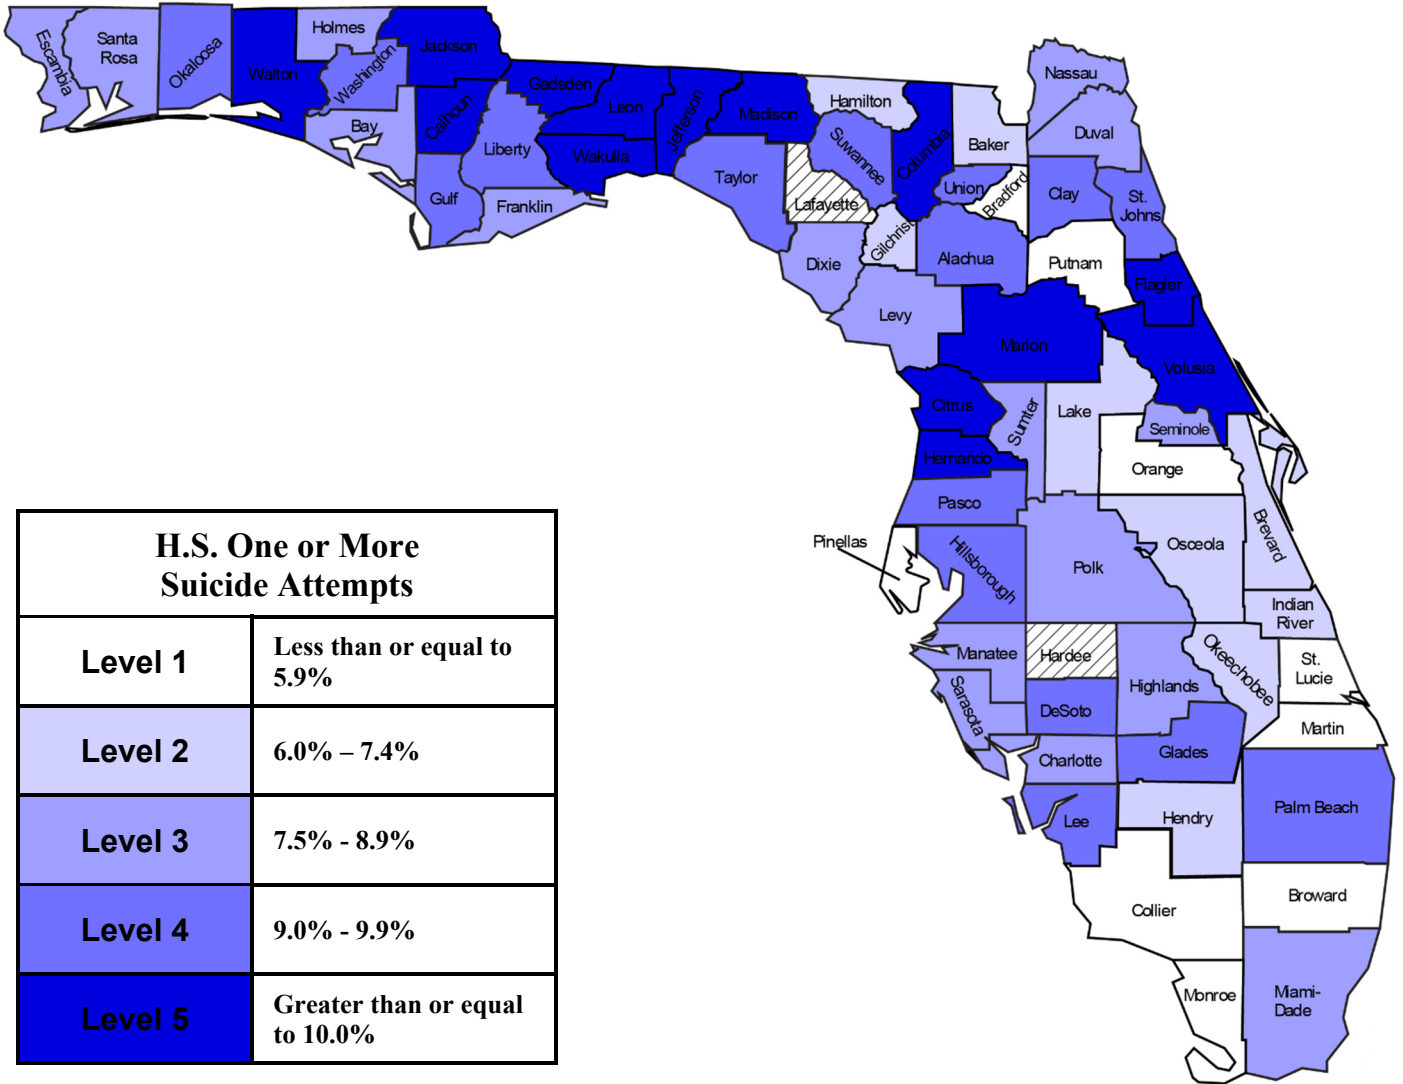 Escambia
Santa
Rosa
Okaloosa
Walton
Holmes
Washington
Jackson
Bay
Calhoun
Gulf
Liberty
Franklin
Gadsden
Leon
Wakulla
Jefferson
Madison
Taylor
Hamilton
Suwannee
Lafayette
Dixie
Columbia
Baker
Union
Bradford
Gilchrist
Alachua
Levy
Nassau
Duval
Clay
St.
Johns
Putnam
Flagler
Marion
Volusia
Citrus
Sumter
Lake
Seminole
Hernando
Orange
Pasco
Pinellas
Hillsborough
Polk
Osceola
Brevard
Indian
River
Manatee
Hardee
Highlands
Okeechobee
St.
Lucie
Sarasota
DeSoto
Martin
Charlotte
Glades
Lee
Hendry
Palm Beach
Collier
Broward
Monroe
Miami-
Dade
H.S. One or More
Suicide Attempts
Level 1
Less than or equal to
5.9%
Level 2
6.0% – 7.4%
Level 3
7.5% - 8.9%
Level 4
9.0% - 9.9%
Level 5
Greater than or equal
to 10.0%